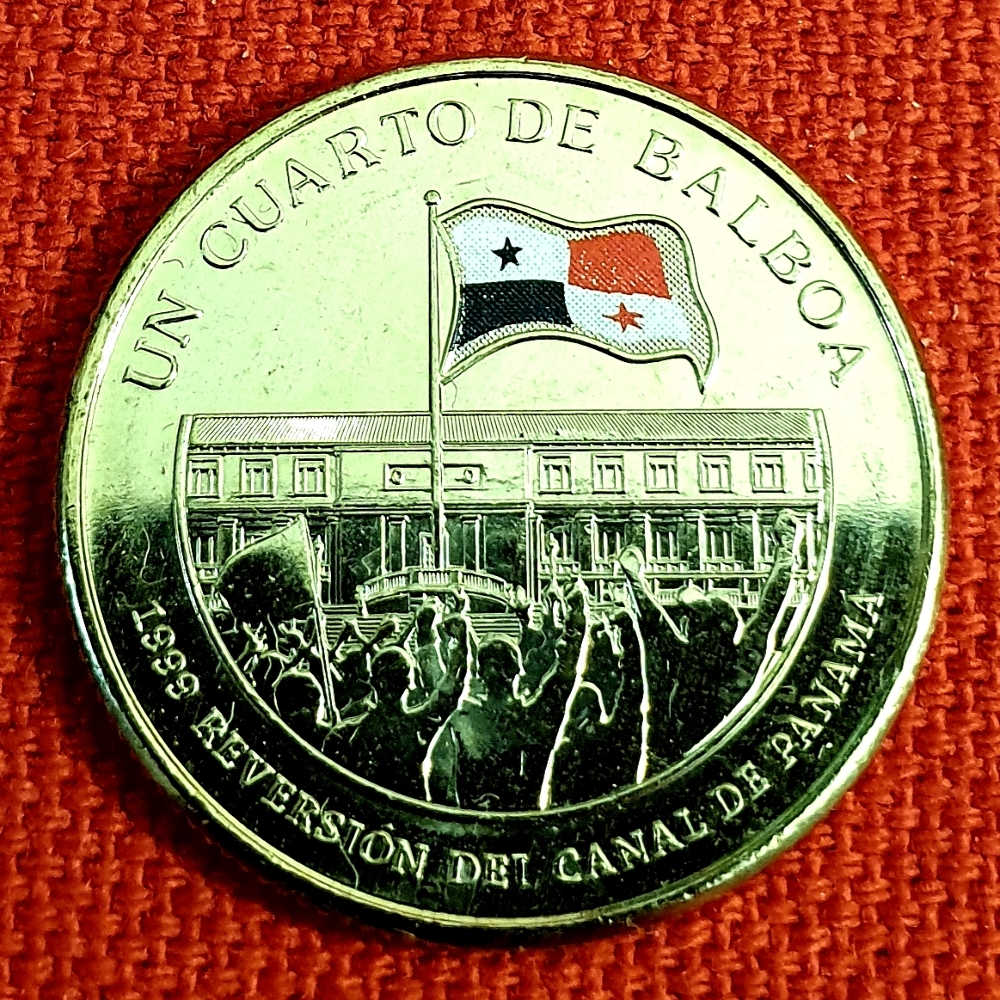 UN CUARTO DE BALBOA
1999 REVERSIÓN DEL CANAL DE PANAMÁ